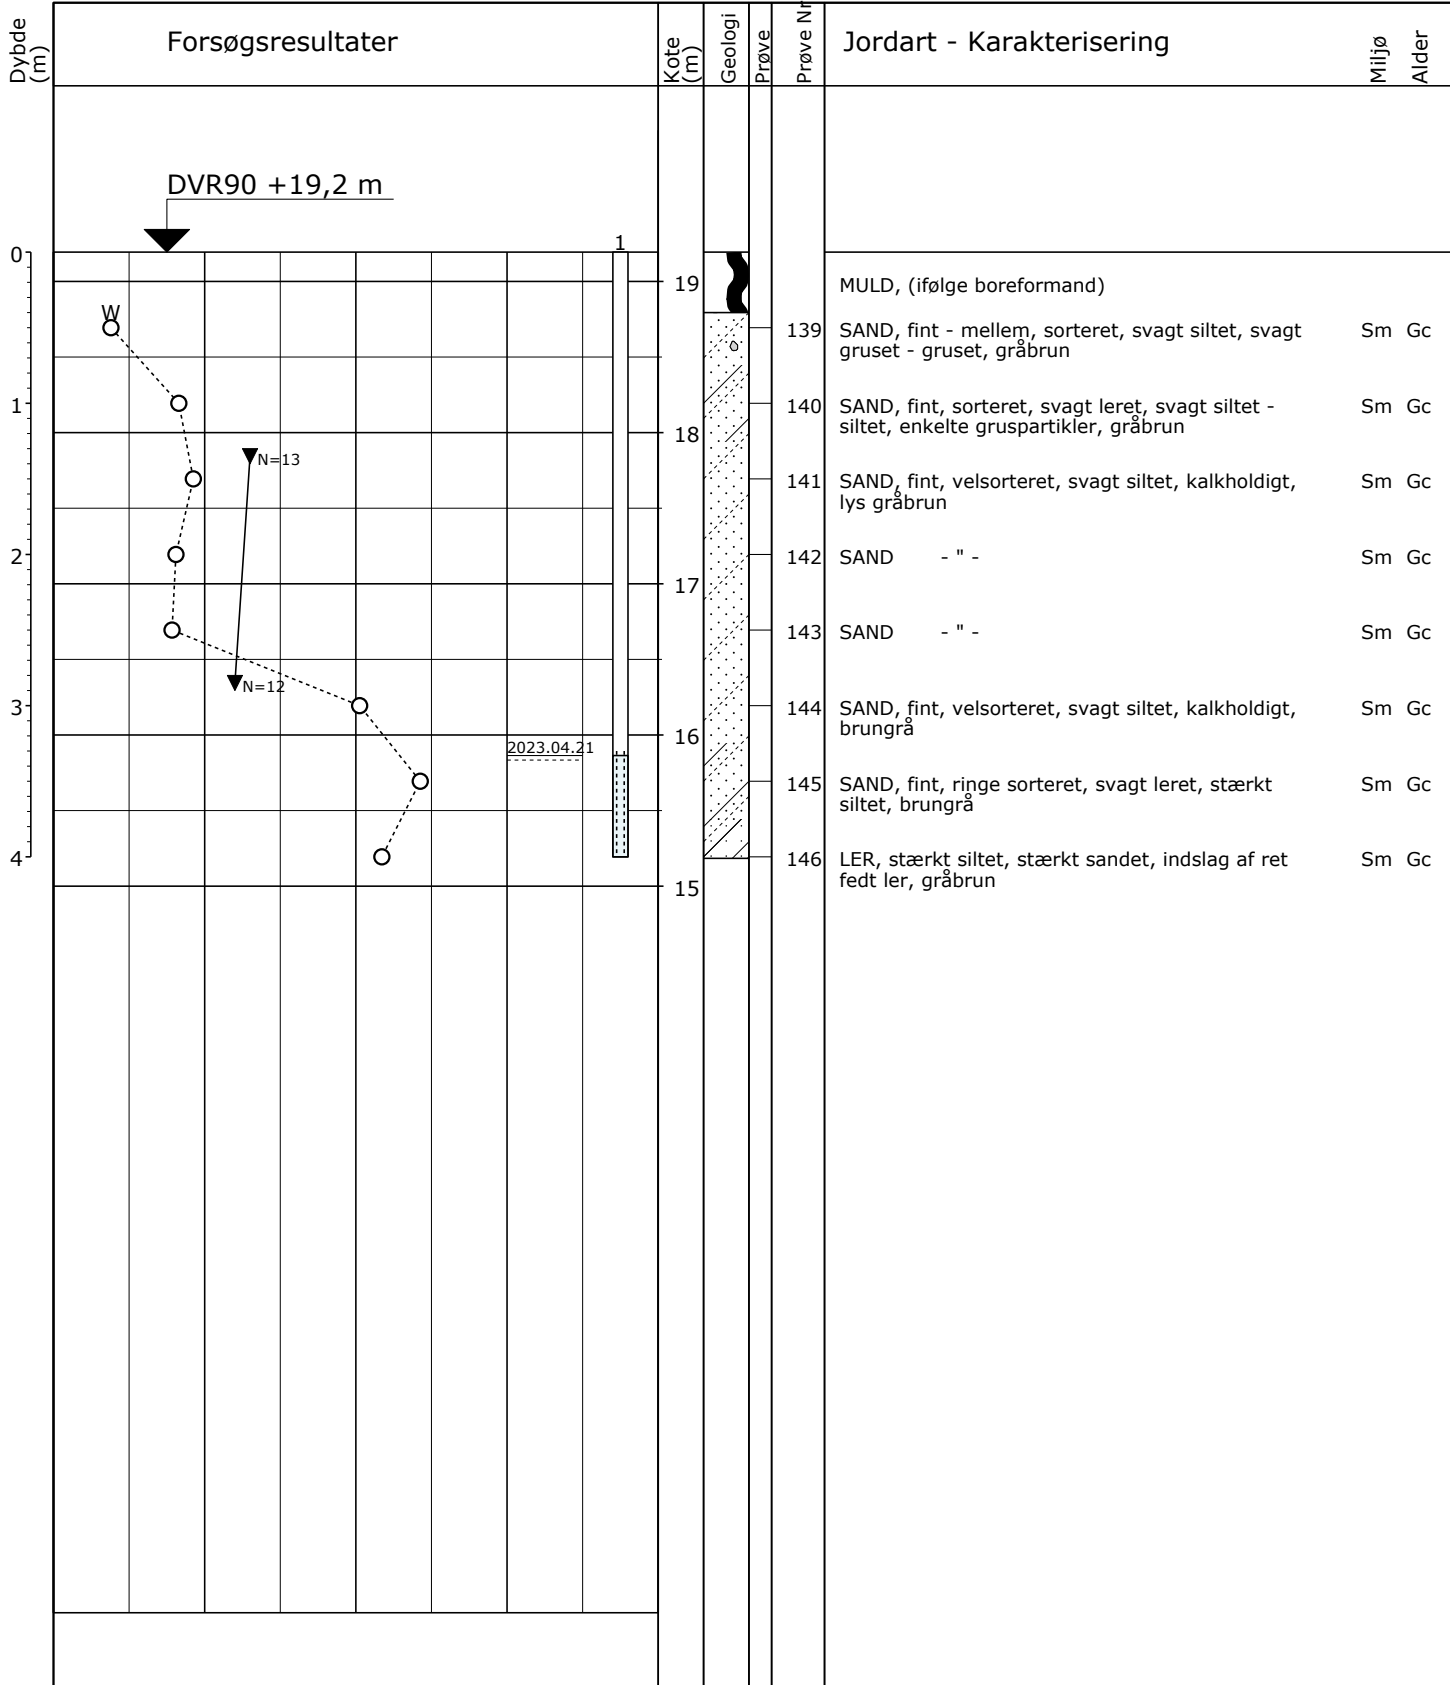 Dybde (m)
Forsøgsresultater
Kote (m)
Geologi
Prøve
Prøve Nr
Jordart - Karakterisering
Miljø
Alder
DVR90 +19,2 m
0
1
19
MULD, (ifølge boreformand)
W
139 SAND, fint - mellem, sorteret, svagt siltet, svagt Sm Gc
gruset - gruset, gråbrun
1
140 SAND, fint, sorteret, svagt leret, svagt siltet - Sm Gc
siltet, enkelte gruspartikler, gråbrun
18
N=13
141 SAND, fint, velsorteret, svagt siltet, kalkholdigt, Sm Gc
lys gråbrun
2
142 SAND - " - Sm Gc
17
143 SAND - " - Sm Gc
N=12
3
144 SAND, fint, velsorteret, svagt siltet, kalkholdigt, Sm Gc
brungrå
16
2023.04.21
145 SAND, fint, ringe sorteret, svagt leret, stærkt Sm Gc
siltet, brungrå
4
146 LER, stærkt siltet, stærkt sandet, indslag af ret Sm Gc
fedt ler, gråbrun
15